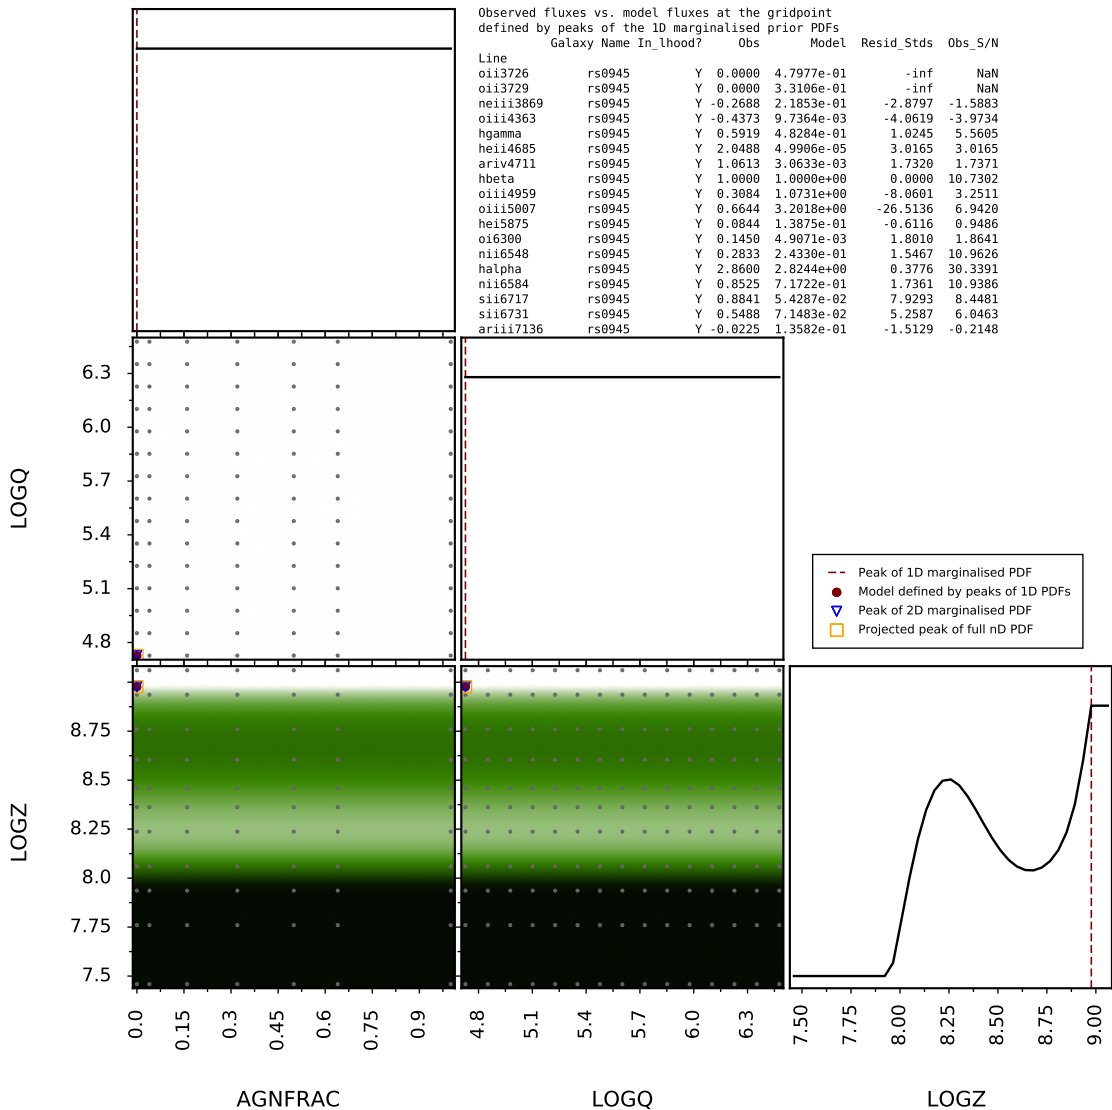 Observed fluxes vs. model fluxes at the gridpoint
defined by peaks of the 1D marginalised prior PDFs
Galaxy Name In_lhood? Obs Model Resid_Stds Obs_S/N
Line
oii3726 rs0945 Y 0.0000 4.7977e-01 -inf NaN
oii3729 rs0945 Y 0.0000 3.3106e-01 -inf NaN
neiii3869 rs0945 Y -0.2688 2.1853e-01 -2.8797 -1.5883
oiii4363 rs0945 Y -0.4373 9.7364e-03 -4.0619 -3.9734
hgamma rs0945 Y 0.5919 4.8284e-01 1.0245 5.5605
heii4685 rs0945 Y 2.0488 4.9906e-05 3.0165 3.0165
ariv4711 rs0945 Y 1.0613 3.0633e-03 1.7320 1.7371
hbeta rs0945 Y 1.0000 1.0000e+00 0.0000 10.7302
oiii4959 rs0945 Y 0.3084 1.0731e+00 -8.0601 3.2511
oiii5007 rs0945 Y 0.6644 3.2018e+00 -26.5136 6.9420
hei5875 rs0945 Y 0.0844 1.3875e-01 -0.6116 0.9486
oi6300 rs0945 Y 0.1450 4.9071e-03 1.8010 1.8641
nii6548 rs0945 Y 0.2833 2.4330e-01 1.5467 10.9626
halpha rs0945 Y 2.8600 2.8244e+00 0.3776 30.3391
nii6584 rs0945 Y 0.8525 7.1722e-01 1.7361 10.9386
sii6717 rs0945 Y 0.8841 5.4287e-02 7.9293 8.4481
sii6731 rs0945 Y 0.5488 7.1483e-02 5.2587 6.0463
ariii7136 rs0945 Y -0.0225 1.3582e-01 -1.5129 -0.2148
6.3
6.0
5.7
5.4
5.1
4.8
LOGQ
Peak of 1D marginalised PDF
Model defined by peaks of 1D PDFs
Peak of 2D marginalised PDF
Projected peak of full nD PDF
8.75
8.5
8.25
8.0
7.75
7.5
LOGZ
0.0 0.15 0.3 0.45 0.6 0.75 0.9
4.8 5.1 5.4 5.7 6.0 6.3
7.50 7.75 8.00 8.25 8.50 8.75 9.00
AGNFRAC LOGQ LOGZ